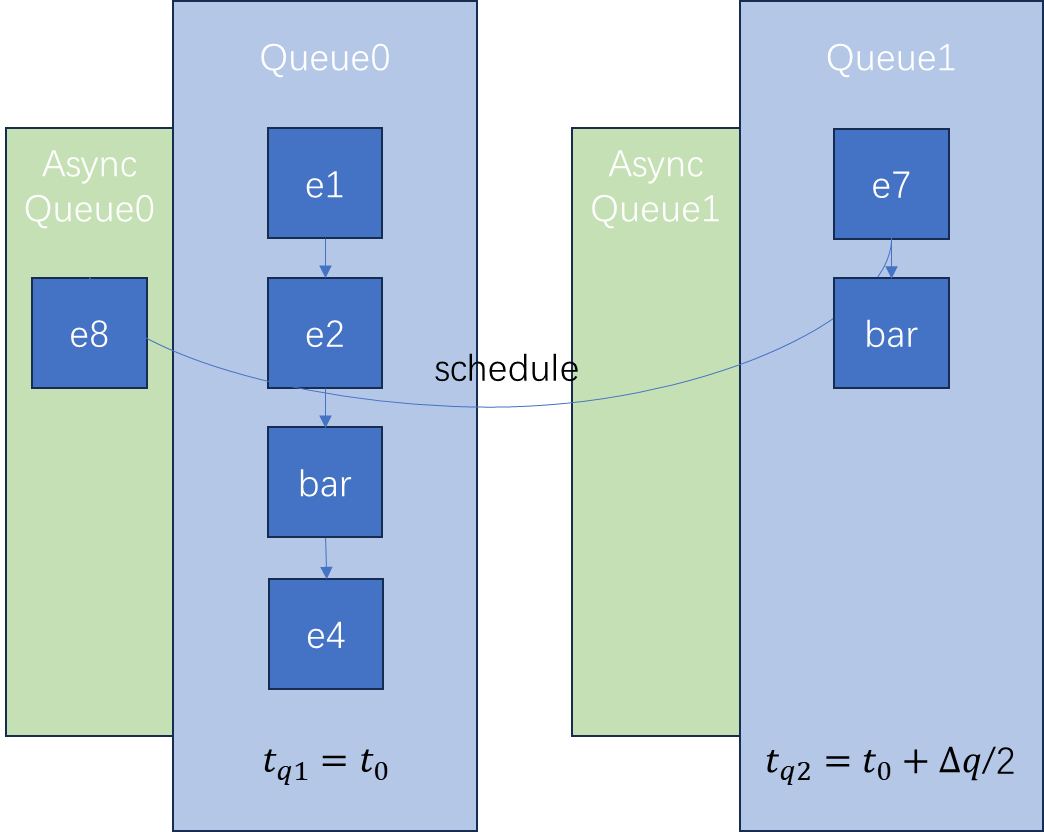 Queue0
Async
Queue0
e1
e8
e2
bar
e4
t_{q1} = t_0
schedule
Queue1
Async
Queue1
e7
bar
t_{q2} = t_0 + Δq/2